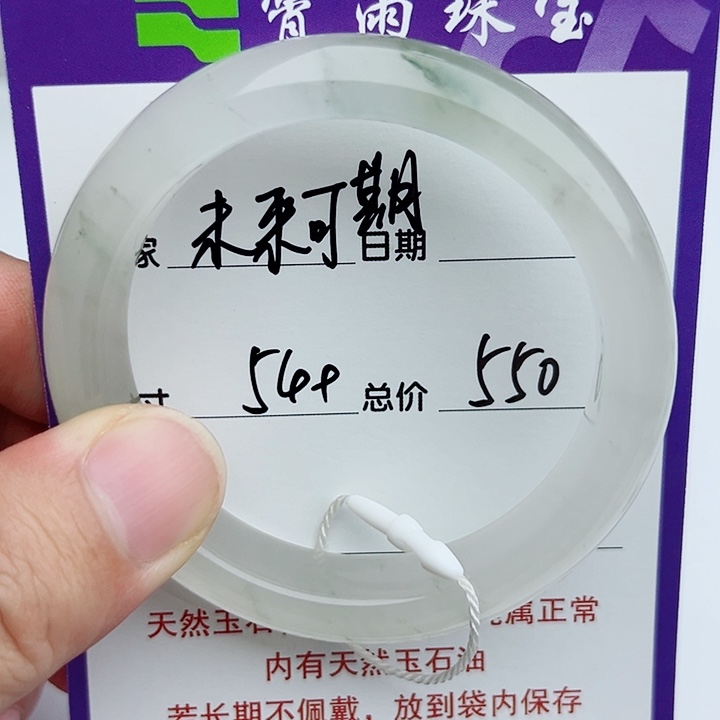 霄雨珠宝
家 未来可期 日期
寸 54+ 总价 550
天然玉石 属正常
内有天然玉石油
若长期不佩戴，放到袋内保存